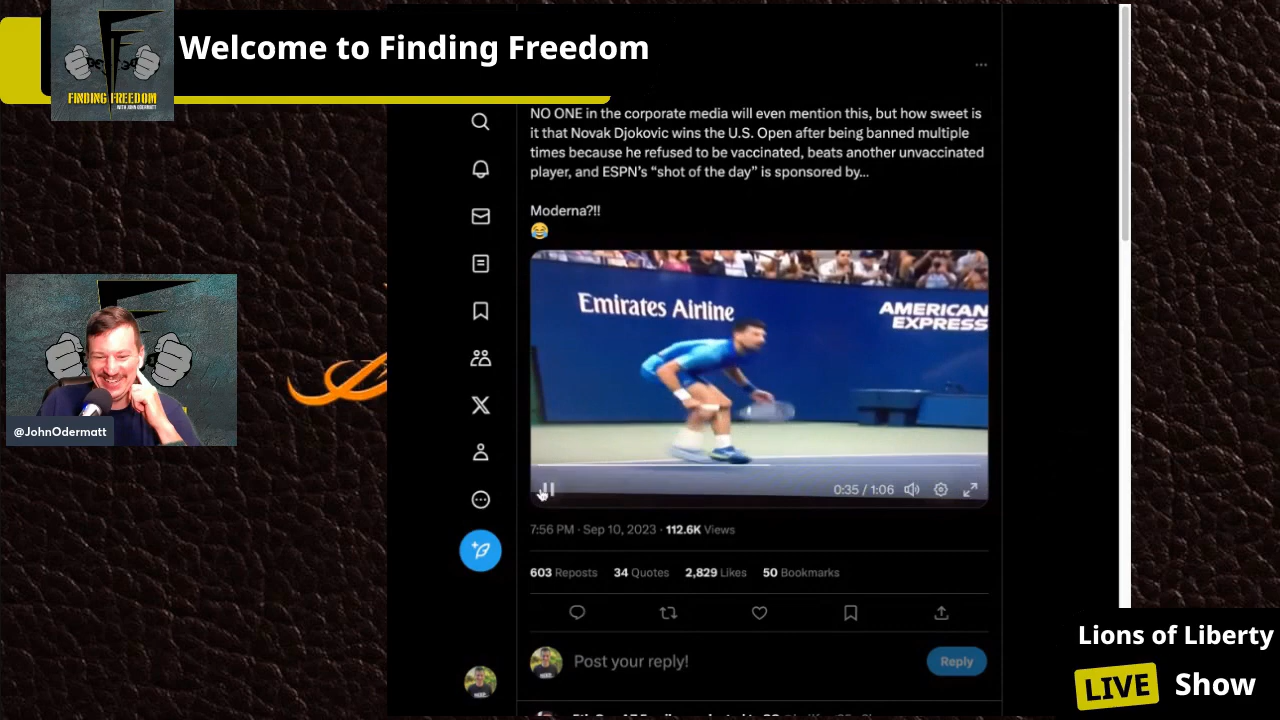 Welcome to Finding Freedom
FINDING FREEDOM
WITH JOHN ODERMATT
NO ONE in the corporate media will even mention this, but how sweet is
it that Novak Djokovic wins the U.S. Open after being banned multiple
times because he refused to be vaccinated, beats another unvaccinated
player, and ESPN's “shot of the day” is sponsored by...
Moderna?!!
😂
Emirates Airline
AMERICAN
EXPRESS
@JohnOdermatt
0:35 / 1:06
7:56 PM · Sep 10, 2023 · 112.6K Views
603 Reposts 34 Quotes 2,829 Likes 50 Bookmarks
Post your reply!
Reply
Lions of Liberty
LIVE Show